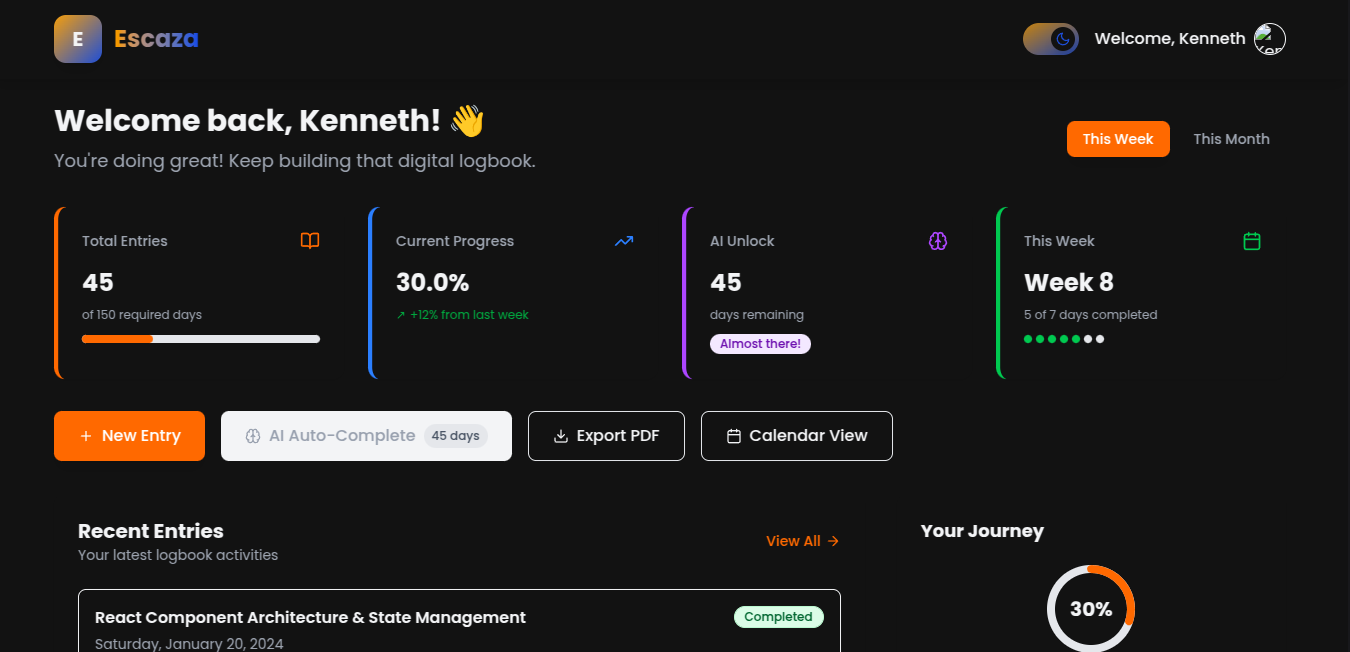 E
Escaza
Welcome, Kenneth
Welcome back, Kenneth! 👋
You're doing great! Keep building that digital logbook.
This Week
This Month
Total Entries
45
of 150 required days
Current Progress
30.0%
↗ +12% from last week
AI Unlock
45
days remaining
Almost there!
This Week
Week 8
5 of 7 days completed
+ New Entry
AI Auto-Complete 45 days
Export PDF
Calendar View
Recent Entries
Your latest logbook activities
View All →
React Component Architecture & State Management
Completed
Saturday, January 20, 2024
Your Journey
30%